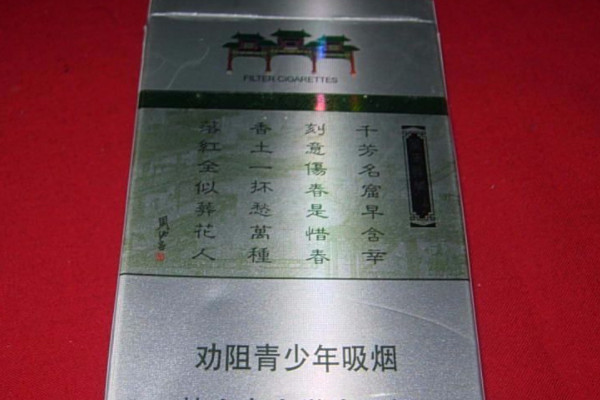 FILTER CIGARETTES
千芳名窟早含辛
刻意傷春是惜春
香土一抔愁萬種
落紅全似葬花人
劝阻青少年吸烟